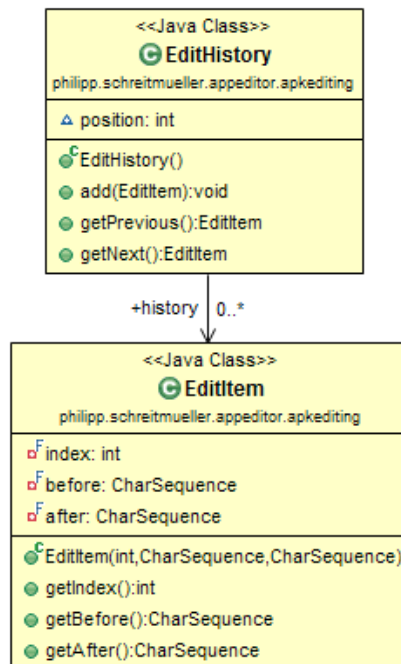 <<Java Class>>
C EditHistory
philipp.schreitmueller.appeditor.apkediting
position: int
C EditHistory()
add(EditItem):void
getPrevious():EditItem
getNext():EditItem
+history 0..*
<<Java Class>>
C EditItem
philipp.schreitmueller.appeditor.apkediting
F index: int
F before: CharSequence
F after: CharSequence
C EditItem(int,CharSequence,CharSequence)
getIndex():int
getBefore():CharSequence
getAfter():CharSequence